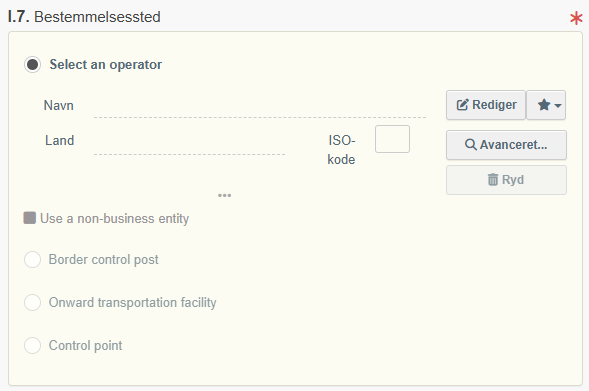 I.7. Bestemmelsessted *
Select an operator
Navn
Rediger
Land
ISO-
kode
Avanceret...
Ryd
•••
Use a non-business entity
Border control post
Onward transportation facility
Control point